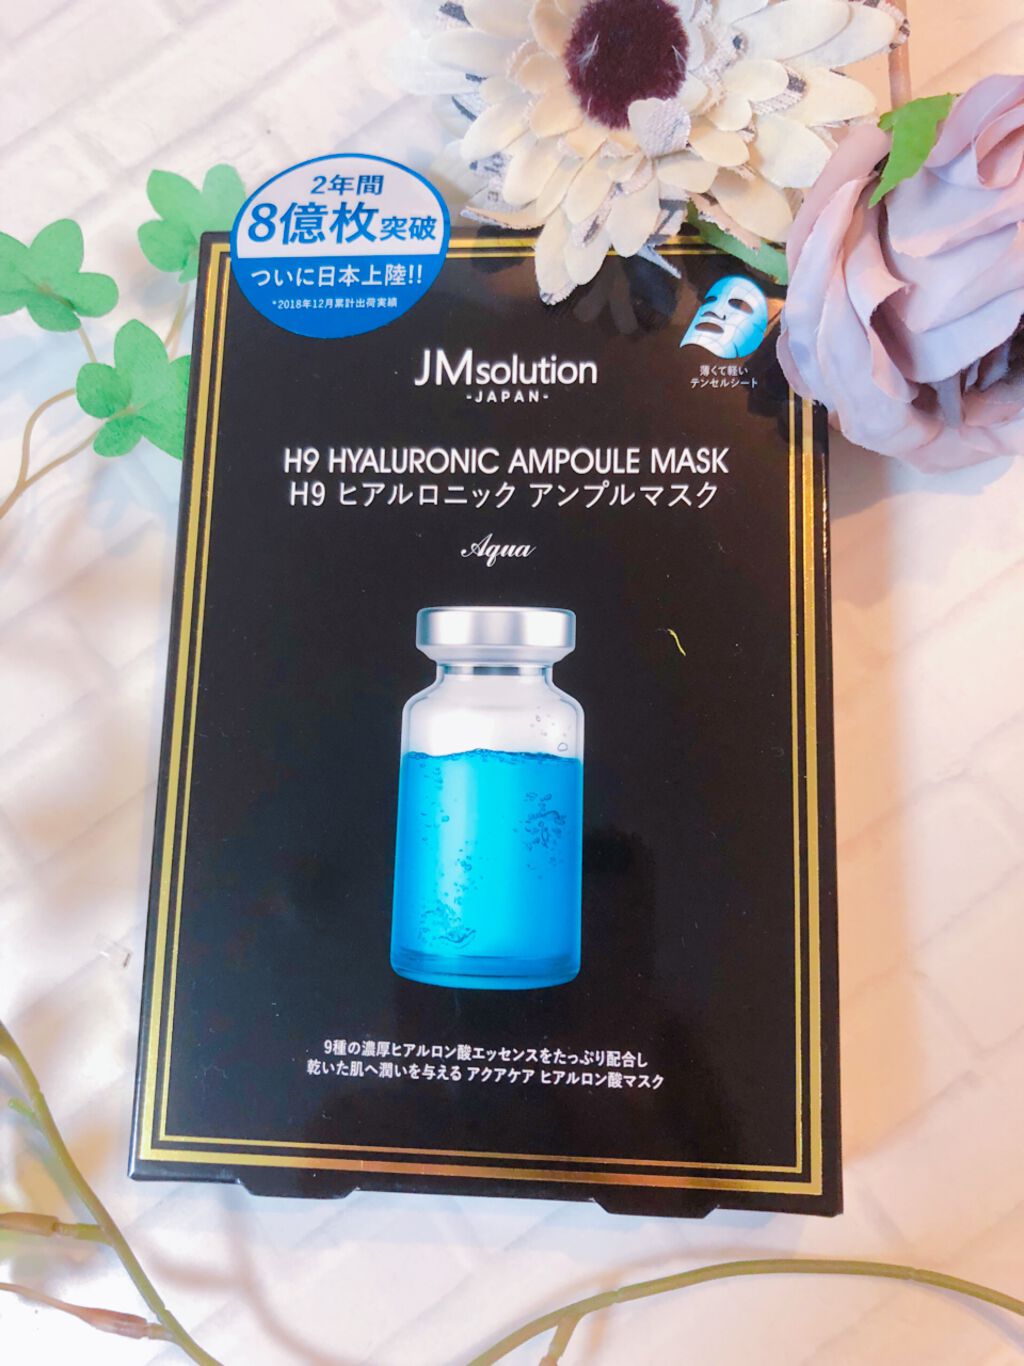 2年間
8億枚突破
ついに日本上陸!!
*2018年12月累計出荷実績
薄くて軽い
テンセルシート
JMsolution
-JAPAN-
H9 HYALURONIC AMPOULE MASK
H9 ヒアルロニック アンプルマスク
Aqua
9種の濃厚ヒアルロン酸エッセンスをたっぷり配合し
乾いた肌へ潤いを与える アクアケア ヒアルロン酸マスク